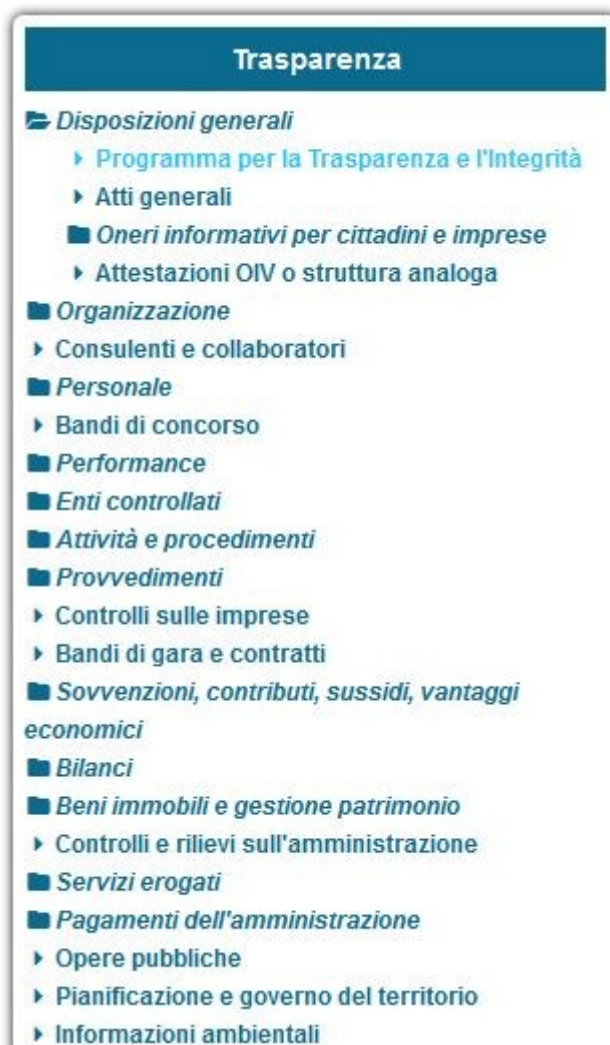 Trasparenza
Disposizioni generali
Programma per la Trasparenza e l'Integrità
Atti generali
Oneri informativi per cittadini e imprese
Attestazioni OIV o struttura analoga
Organizzazione
Consulenti e collaboratori
Personale
Bandi di concorso
Performance
Enti controllati
Attività e procedimenti
Provvedimenti
Controlli sulle imprese
Bandi di gara e contratti
Sovvenzioni, contributi, sussidi, vantaggi
economici
Bilanci
Beni immobili e gestione patrimonio
Controlli e rilievi sull'amministrazione
Servizi erogati
Pagamenti dell'amministrazione
Opere pubbliche
Pianificazione e governo del territorio
Informazioni ambientali